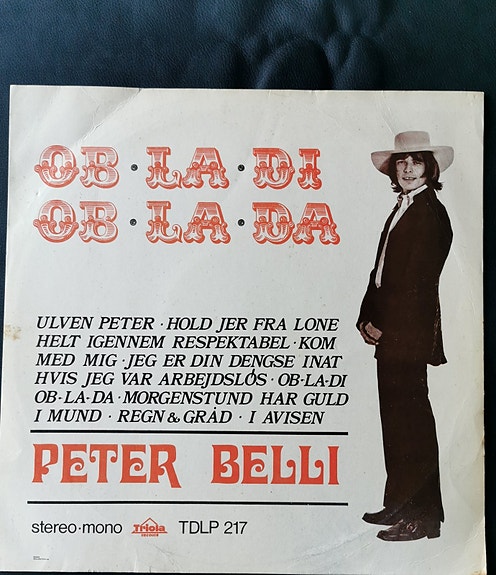 OB·LA·DI
OB·LA·DA
ULVEN PETER · HOLD JER FRA LONE
HELT IGENNEM RESPEKTABEL · KOM
MED MIG · JEG ER DIN DENGSE INAT
HVIS JEG VAR ARBEJDSLØS · OB-LA-DI
OB-LA-DA · MORGENSTUND HAR GULD
I MUND · REGN & GRÅD · I AVISEN
PETER BELLI
stereo·mono Triola RECORDS TDLP 217